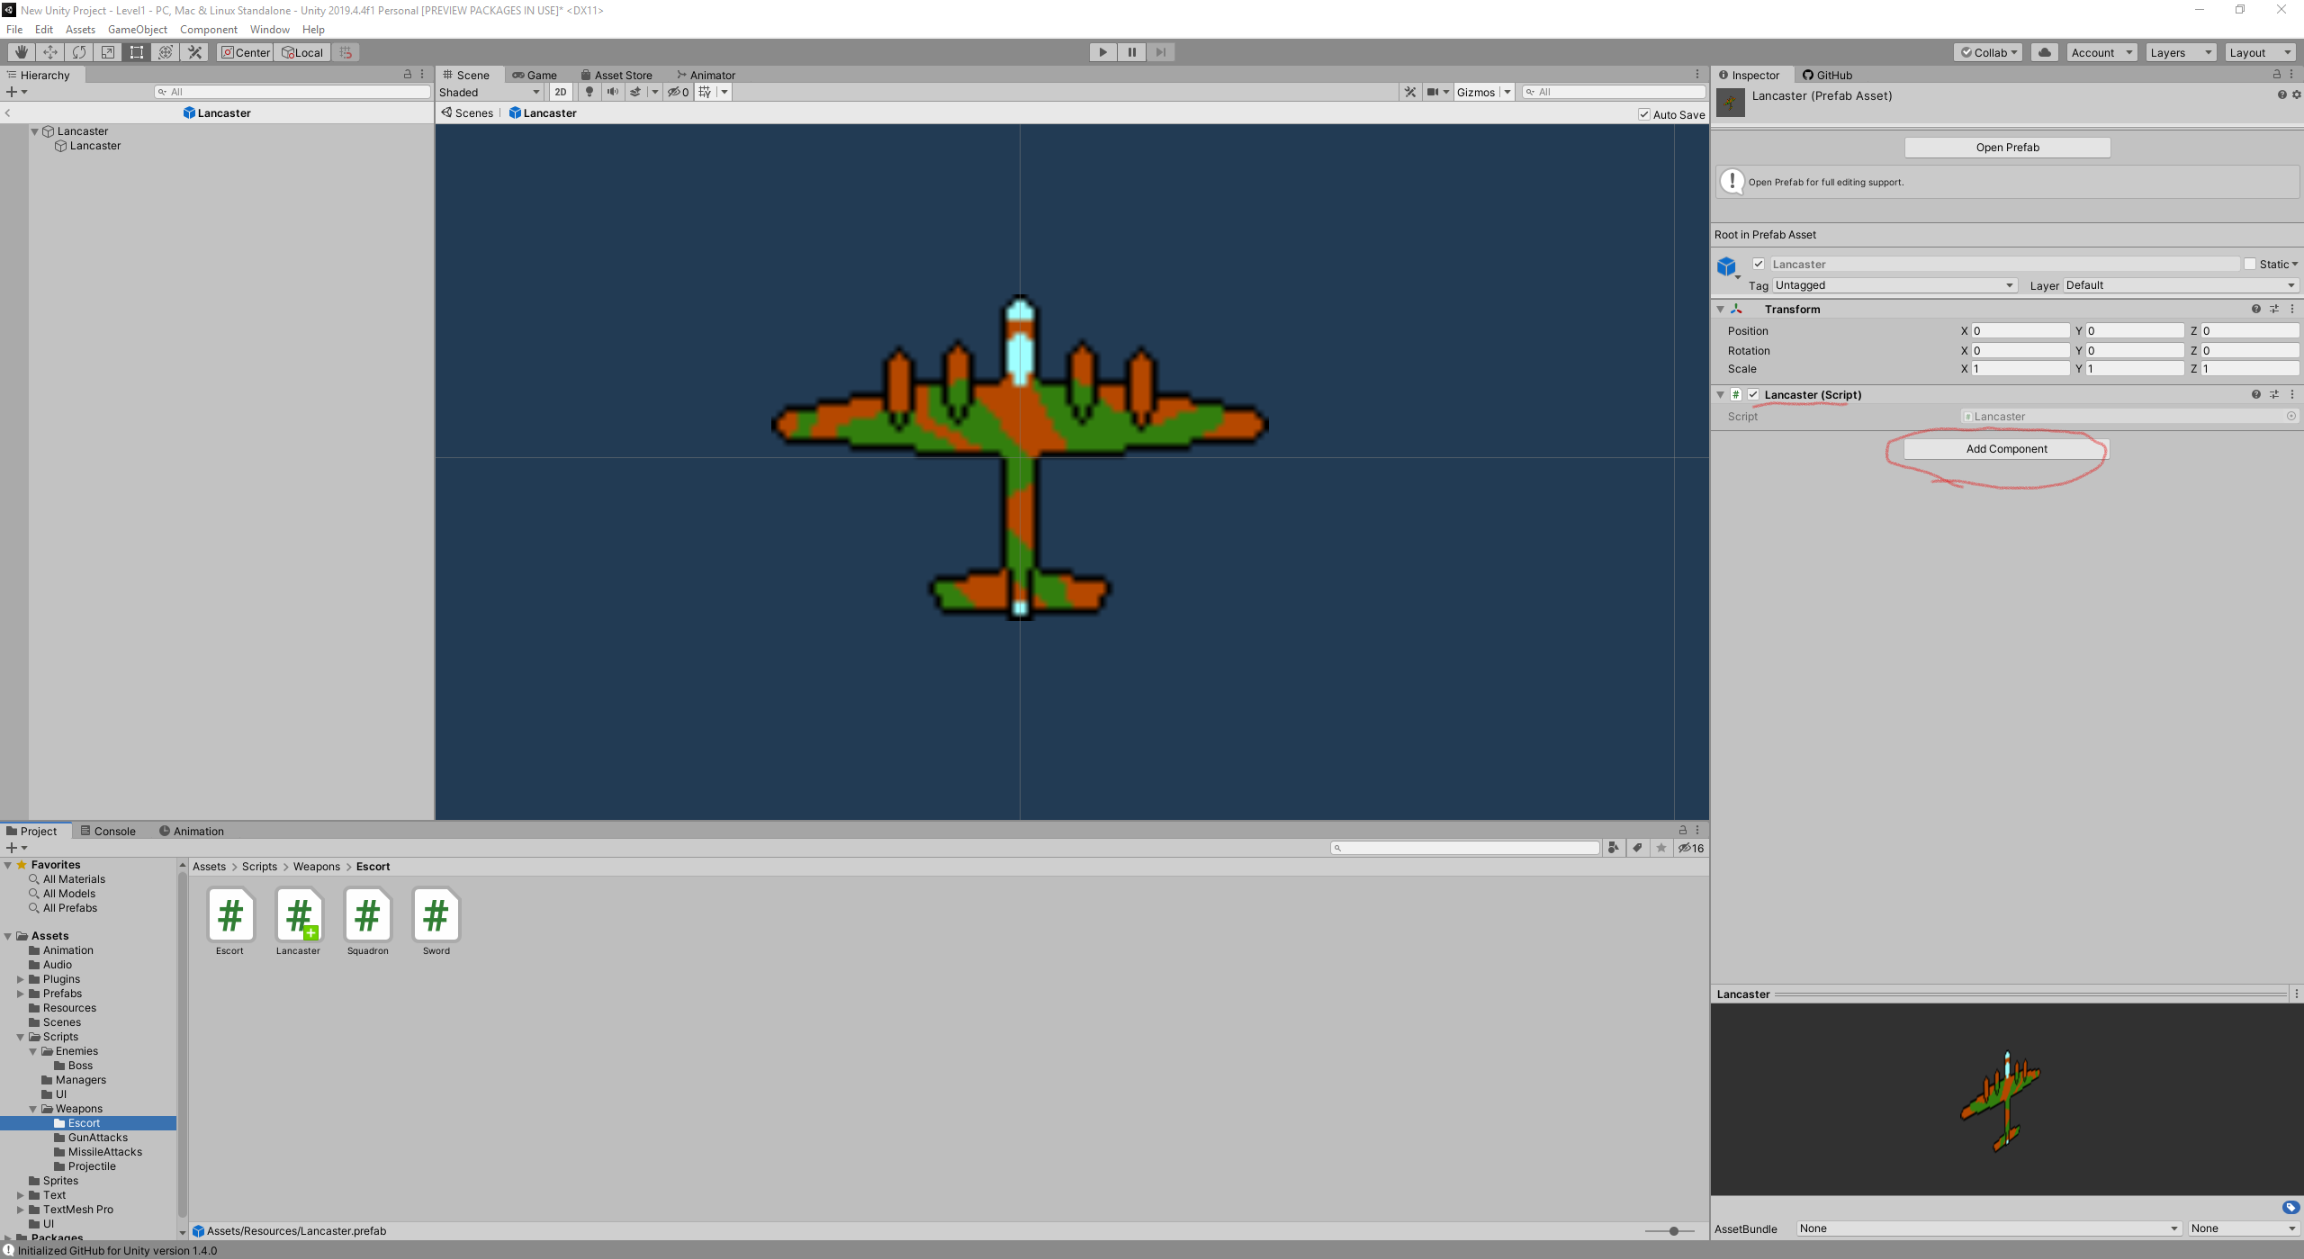 New Unity Project - Level1 - PC, Mac & Linux Standalone - Unity 2019.4.4f1 Personal [PREVIEW PACKAGES IN USE]* <DX11>
File Edit Assets GameObject Component Window Help
Center Local Collab Account Layers Layout
Hierarchy
All
Lancaster
Lancaster
Lancaster
Scene Game Asset Store Animator
Shaded 2D 0 Gizmos All
Scenes Lancaster Auto Save
Inspector GitHub
Lancaster (Prefab Asset)
Open Prefab
Open Prefab for full editing support.
Root in Prefab Asset
Lancaster Static
Tag Untagged Layer Default
Transform
Position X 0 Y 0 Z 0
Rotation X 0 Y 0 Z 0
Scale X 1 Y 1 Z 1
# Lancaster (Script)
Script Lancaster
Add Component
Project Console Animation
16
Favorites
All Materials
All Models
All Prefabs
Assets
Animation
Audio
Plugins
Prefabs
Resources
Scenes
Scripts
Enemies
Boss
Managers
UI
Weapons
Escort
GunAttacks
MissileAttacks
Projectile
Sprites
Text
TextMesh Pro
UI
Packages
Assets > Scripts > Weapons > Escort
# # # #
Escort Lancaster Squadron Sword
Assets/Resources/Lancaster.prefab
Lancaster
AssetBundle None None
Initialized GitHub for Unity version 1.4.0